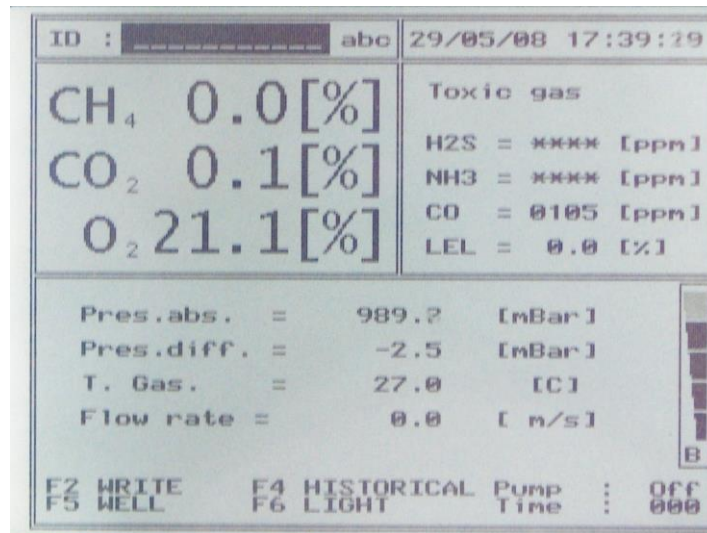 ID : __________ abc
29/05/08 17:39:29
CH₄ 0.0[%]
CO₂ 0.1[%]
O₂ 21.1[%]
Toxic gas
H2S = **** [ppm]
NH3 = **** [ppm]
CO = 0105 [ppm]
LEL = 0.0 [%]
Pres.abs. = [mBar]
Pres.diff. = -2.5 [mBar]
T. Gas. = 27.0 [C]
Flow rate = 0.0 [ m/s]
B
F2 WRITE F4 HISTORICAL Pump : Off
F5 WELL F6 LIGHT Time : 000